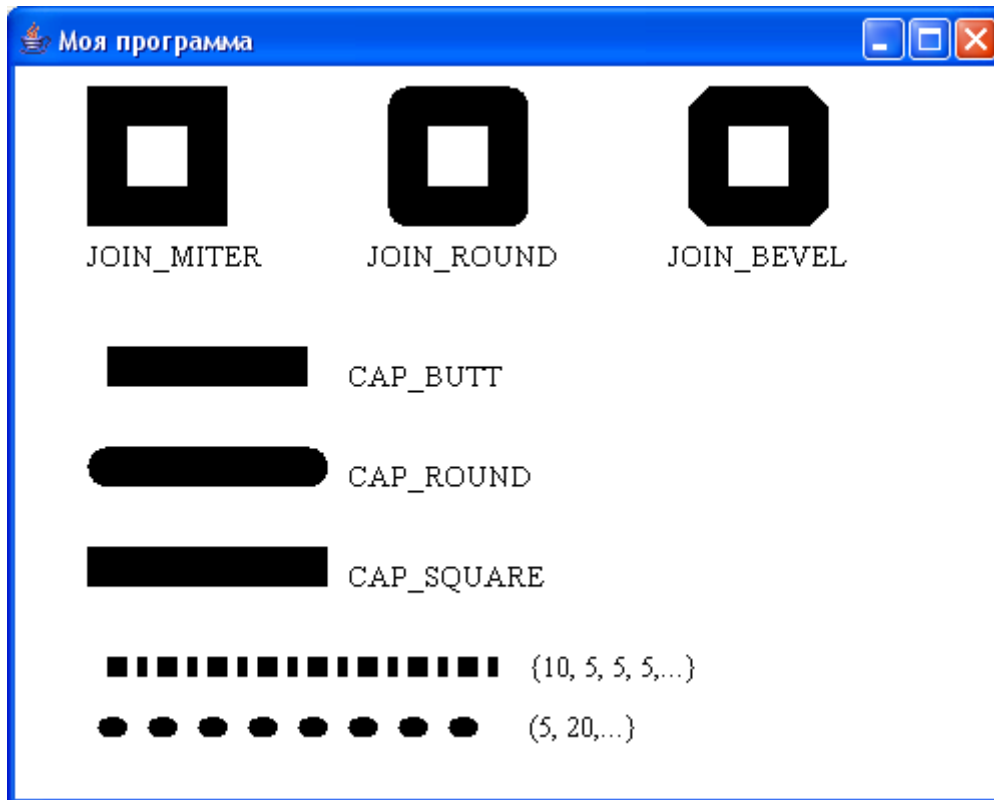 Моя программа
JOIN_MITER JOIN_ROUND JOIN_BEVEL
CAP_BUTT
CAP_ROUND
CAP_SQUARE
{10, 5, 5, 5,...}
(5, 20,...}